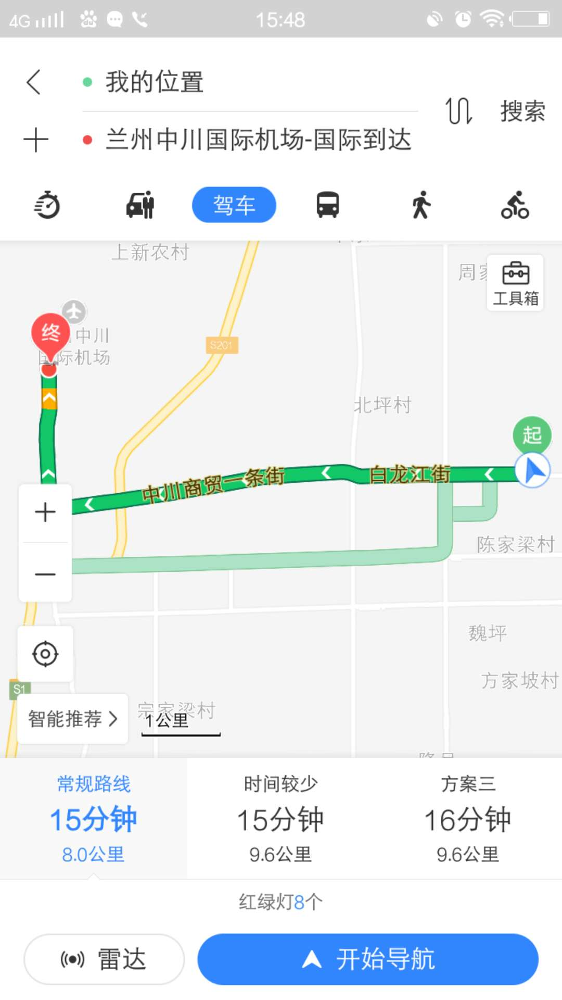 4G
15:48
我的位置
搜索
兰州中川国际机场-国际到达
驾车
上新农村
周家
工具箱
终
中川
国际机场
S201
北坪村
起
中川商贸一条街
白龙江街
陈家梁村
魏坪
方家坡村
S1
智能推荐
宗家梁村
1公里
常规路线
15分钟
8.0公里
时间较少
15分钟
9.6公里
方案三
16分钟
9.6公里
红绿灯8个
雷达
开始导航